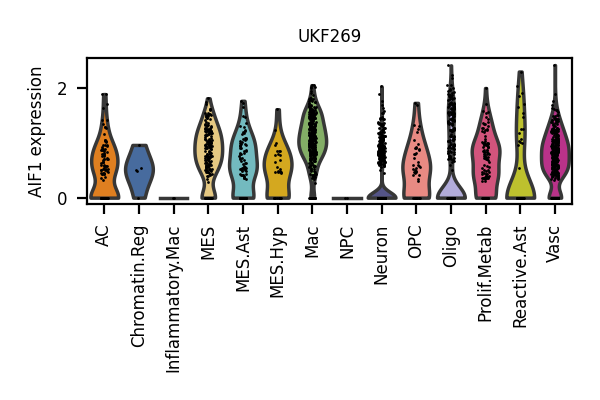 UKF269
AIF1 expression
2
0
AC
Chromatin.Reg
Inflammatory.Mac
MES
MES.Ast
MES.Hyp
Mac
NPC
Neuron
OPC
Oligo
Prolif.Metab
Reactive.Ast
Vasc